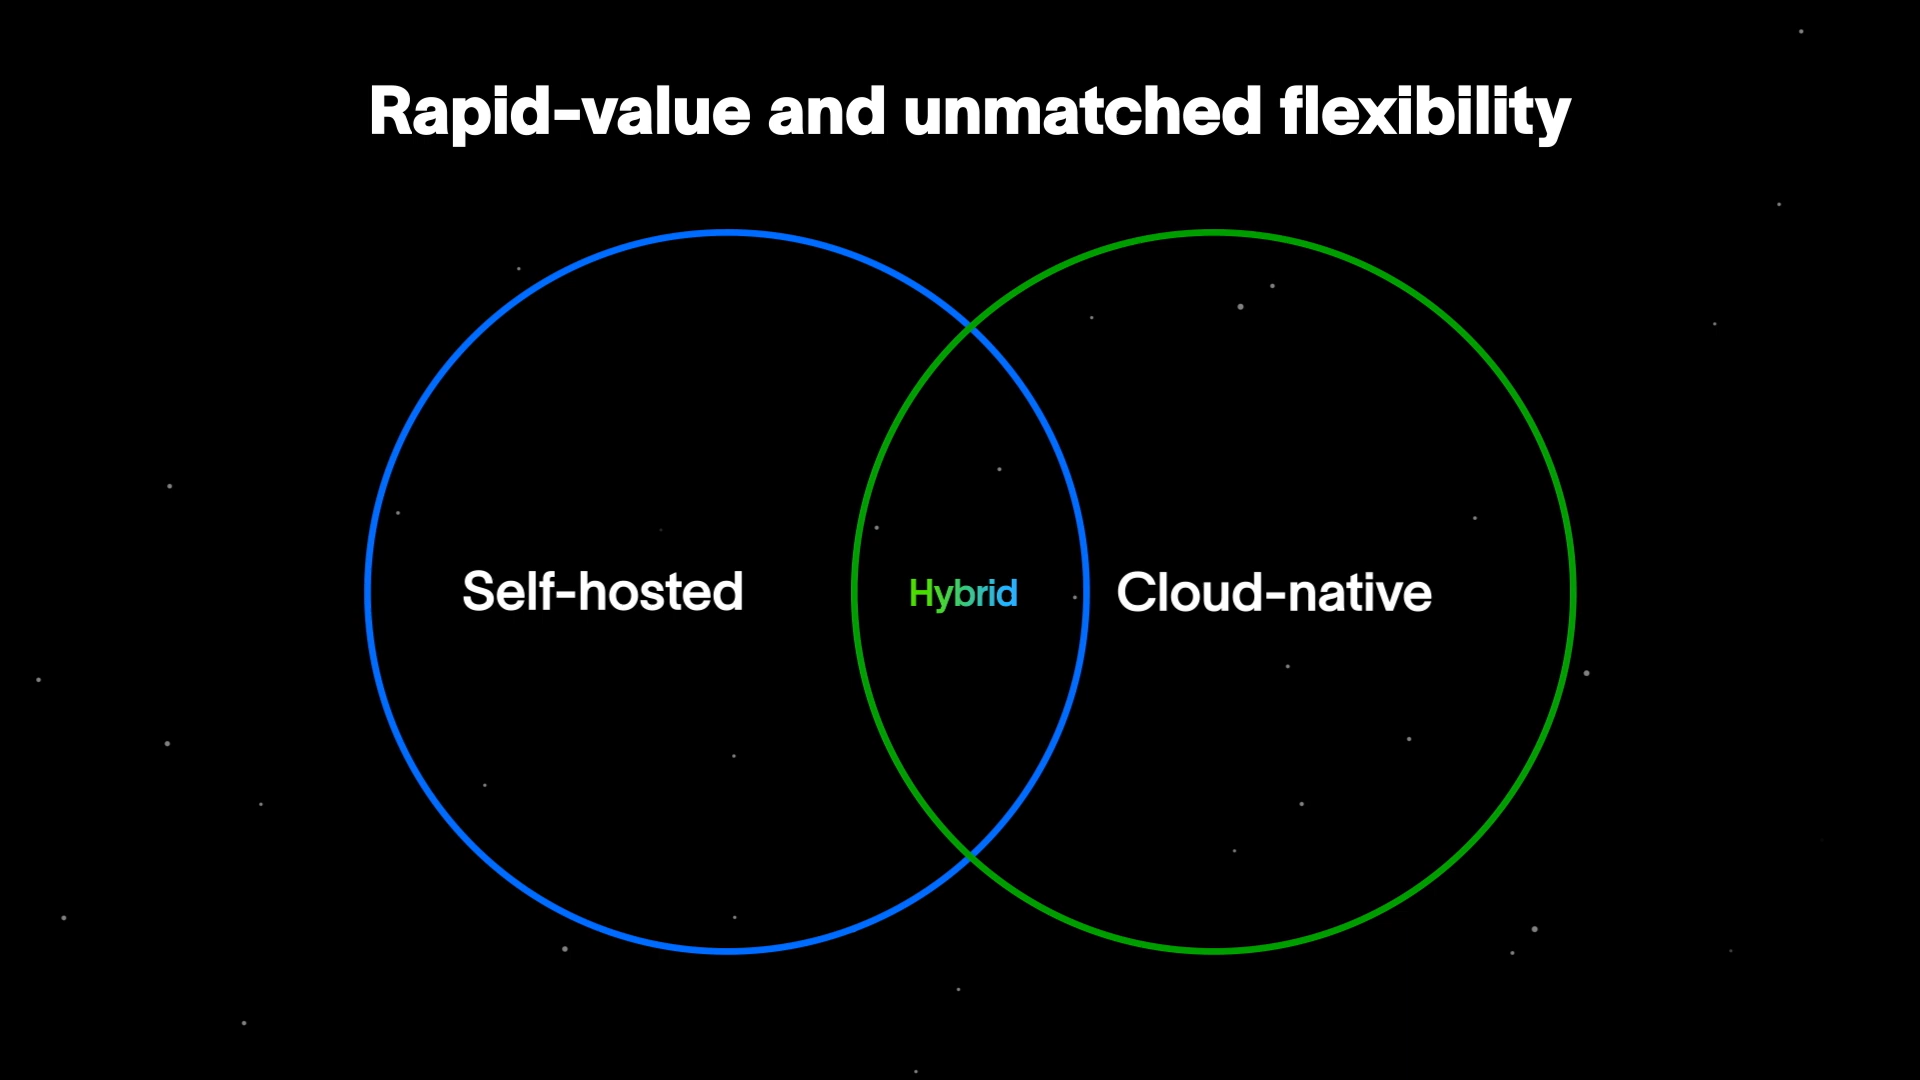 Rapid-value and unmatched flexibility
Self-hosted
Hybrid
Cloud-native